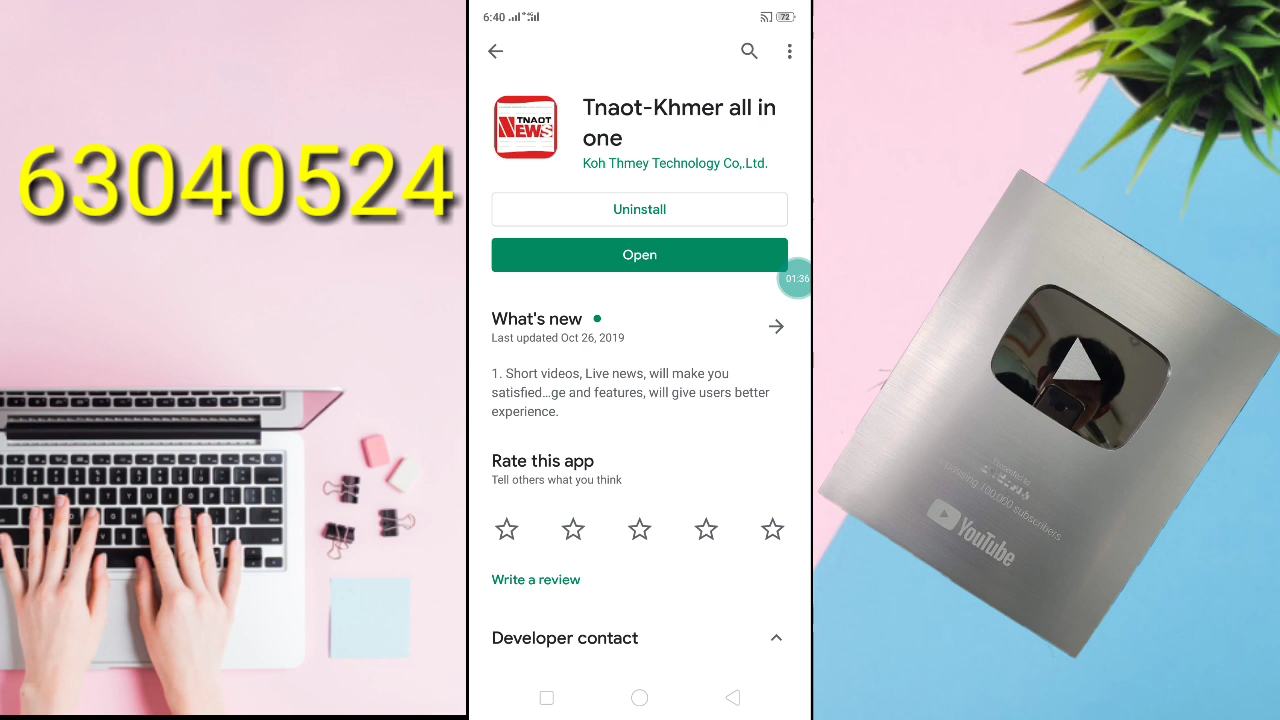 63040524
6:40
72
TNAOT
NEWS
Tnaot-Khmer all in
one
Koh Thmey Technology Co,.Ltd.
Uninstall
Open
01:36
What's new
Last updated Oct 26, 2019
1. Short videos, Live news, will make you
satisfied...ge and features, will give users better
experience.
Rate this app
Tell others what you think
Write a review
Developer contact
Presented to
passing 100,000 subscribers
YouTube